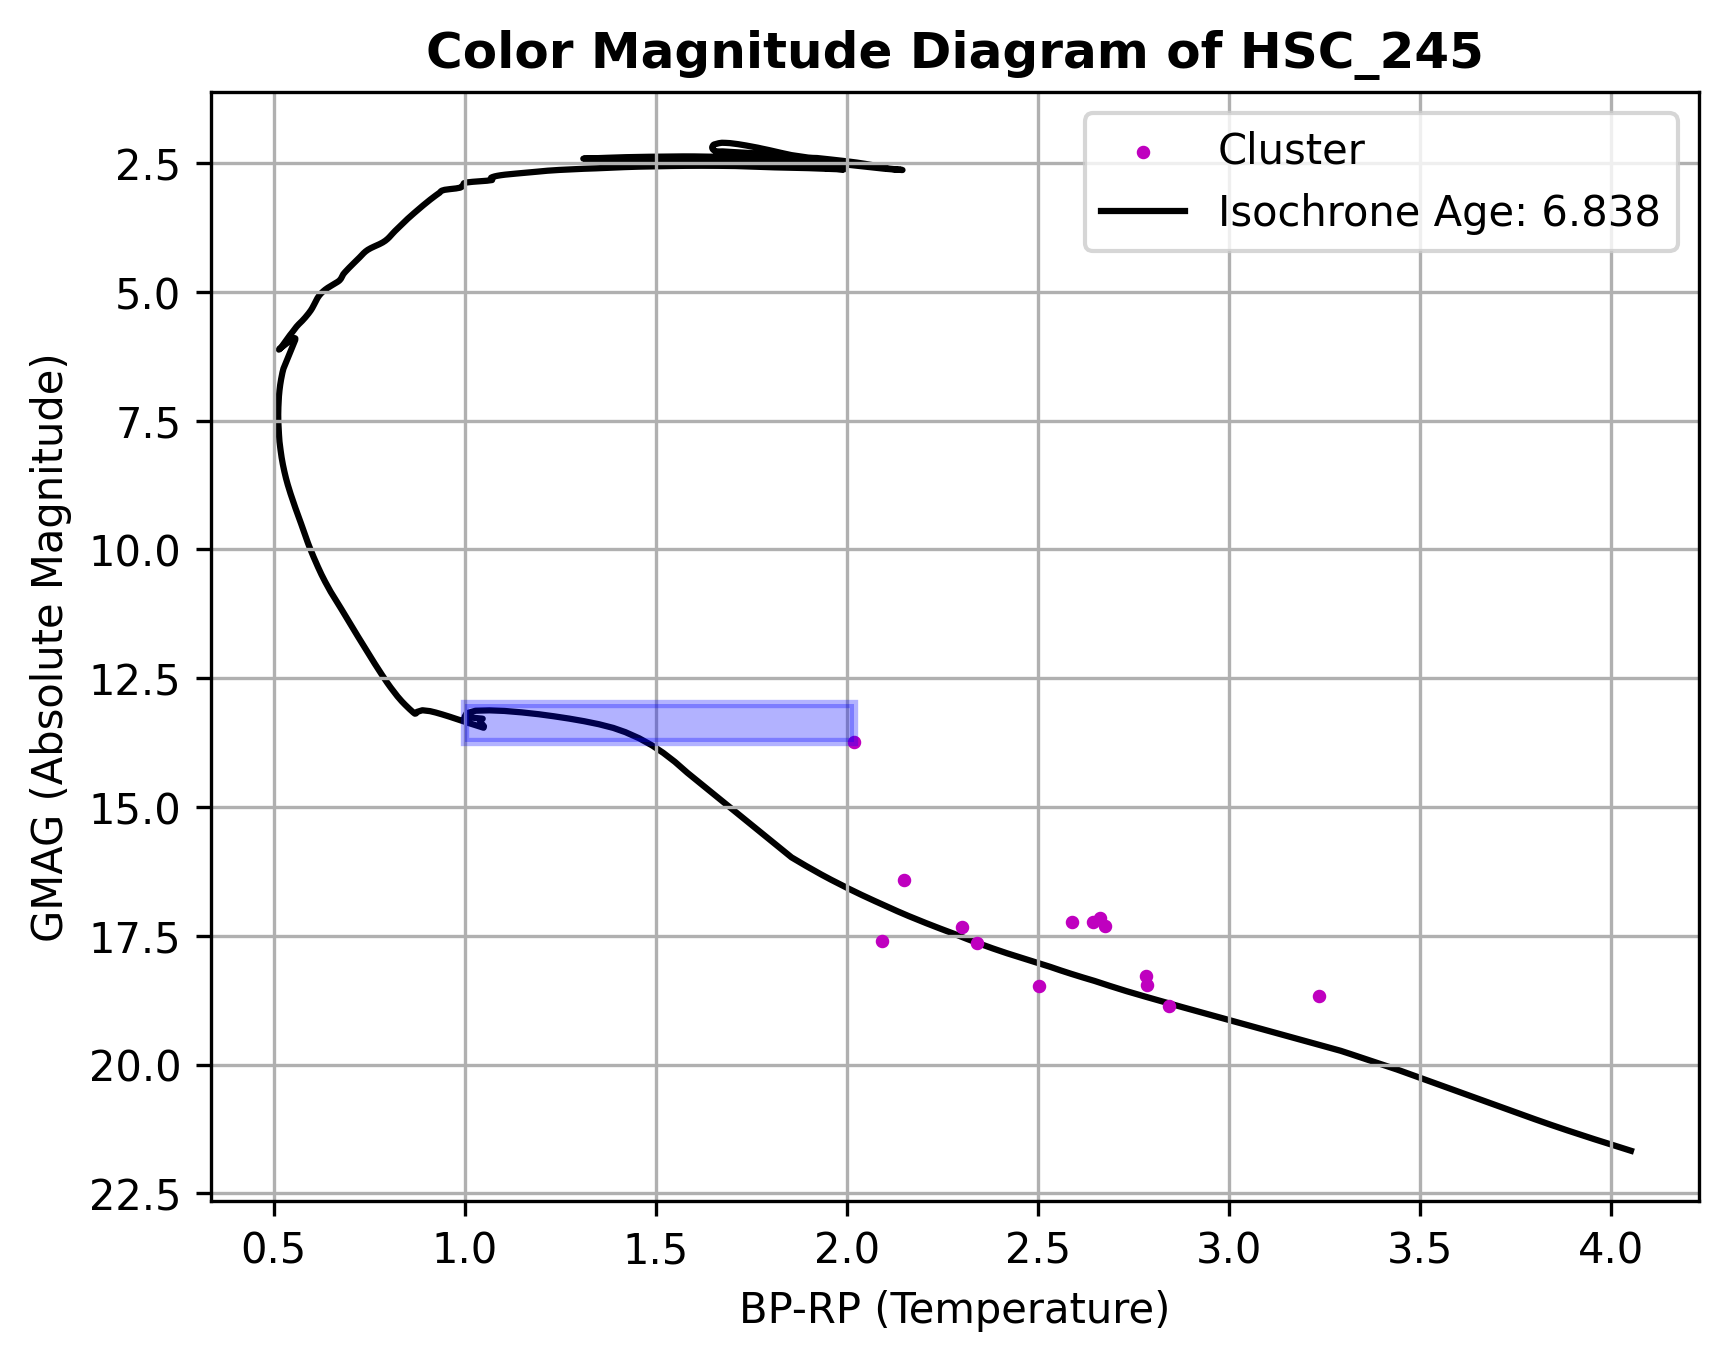 Color Magnitude Diagram of HSC_245
Cluster
Isochrone Age: 6.838
GMAG (Absolute Magnitude)
2.5
5.0
7.5
10.0
12.5
15.0
17.5
20.0
22.5
0.5 1.0 1.5 2.0 2.5 3.0 3.5 4.0
BP-RP (Temperature)